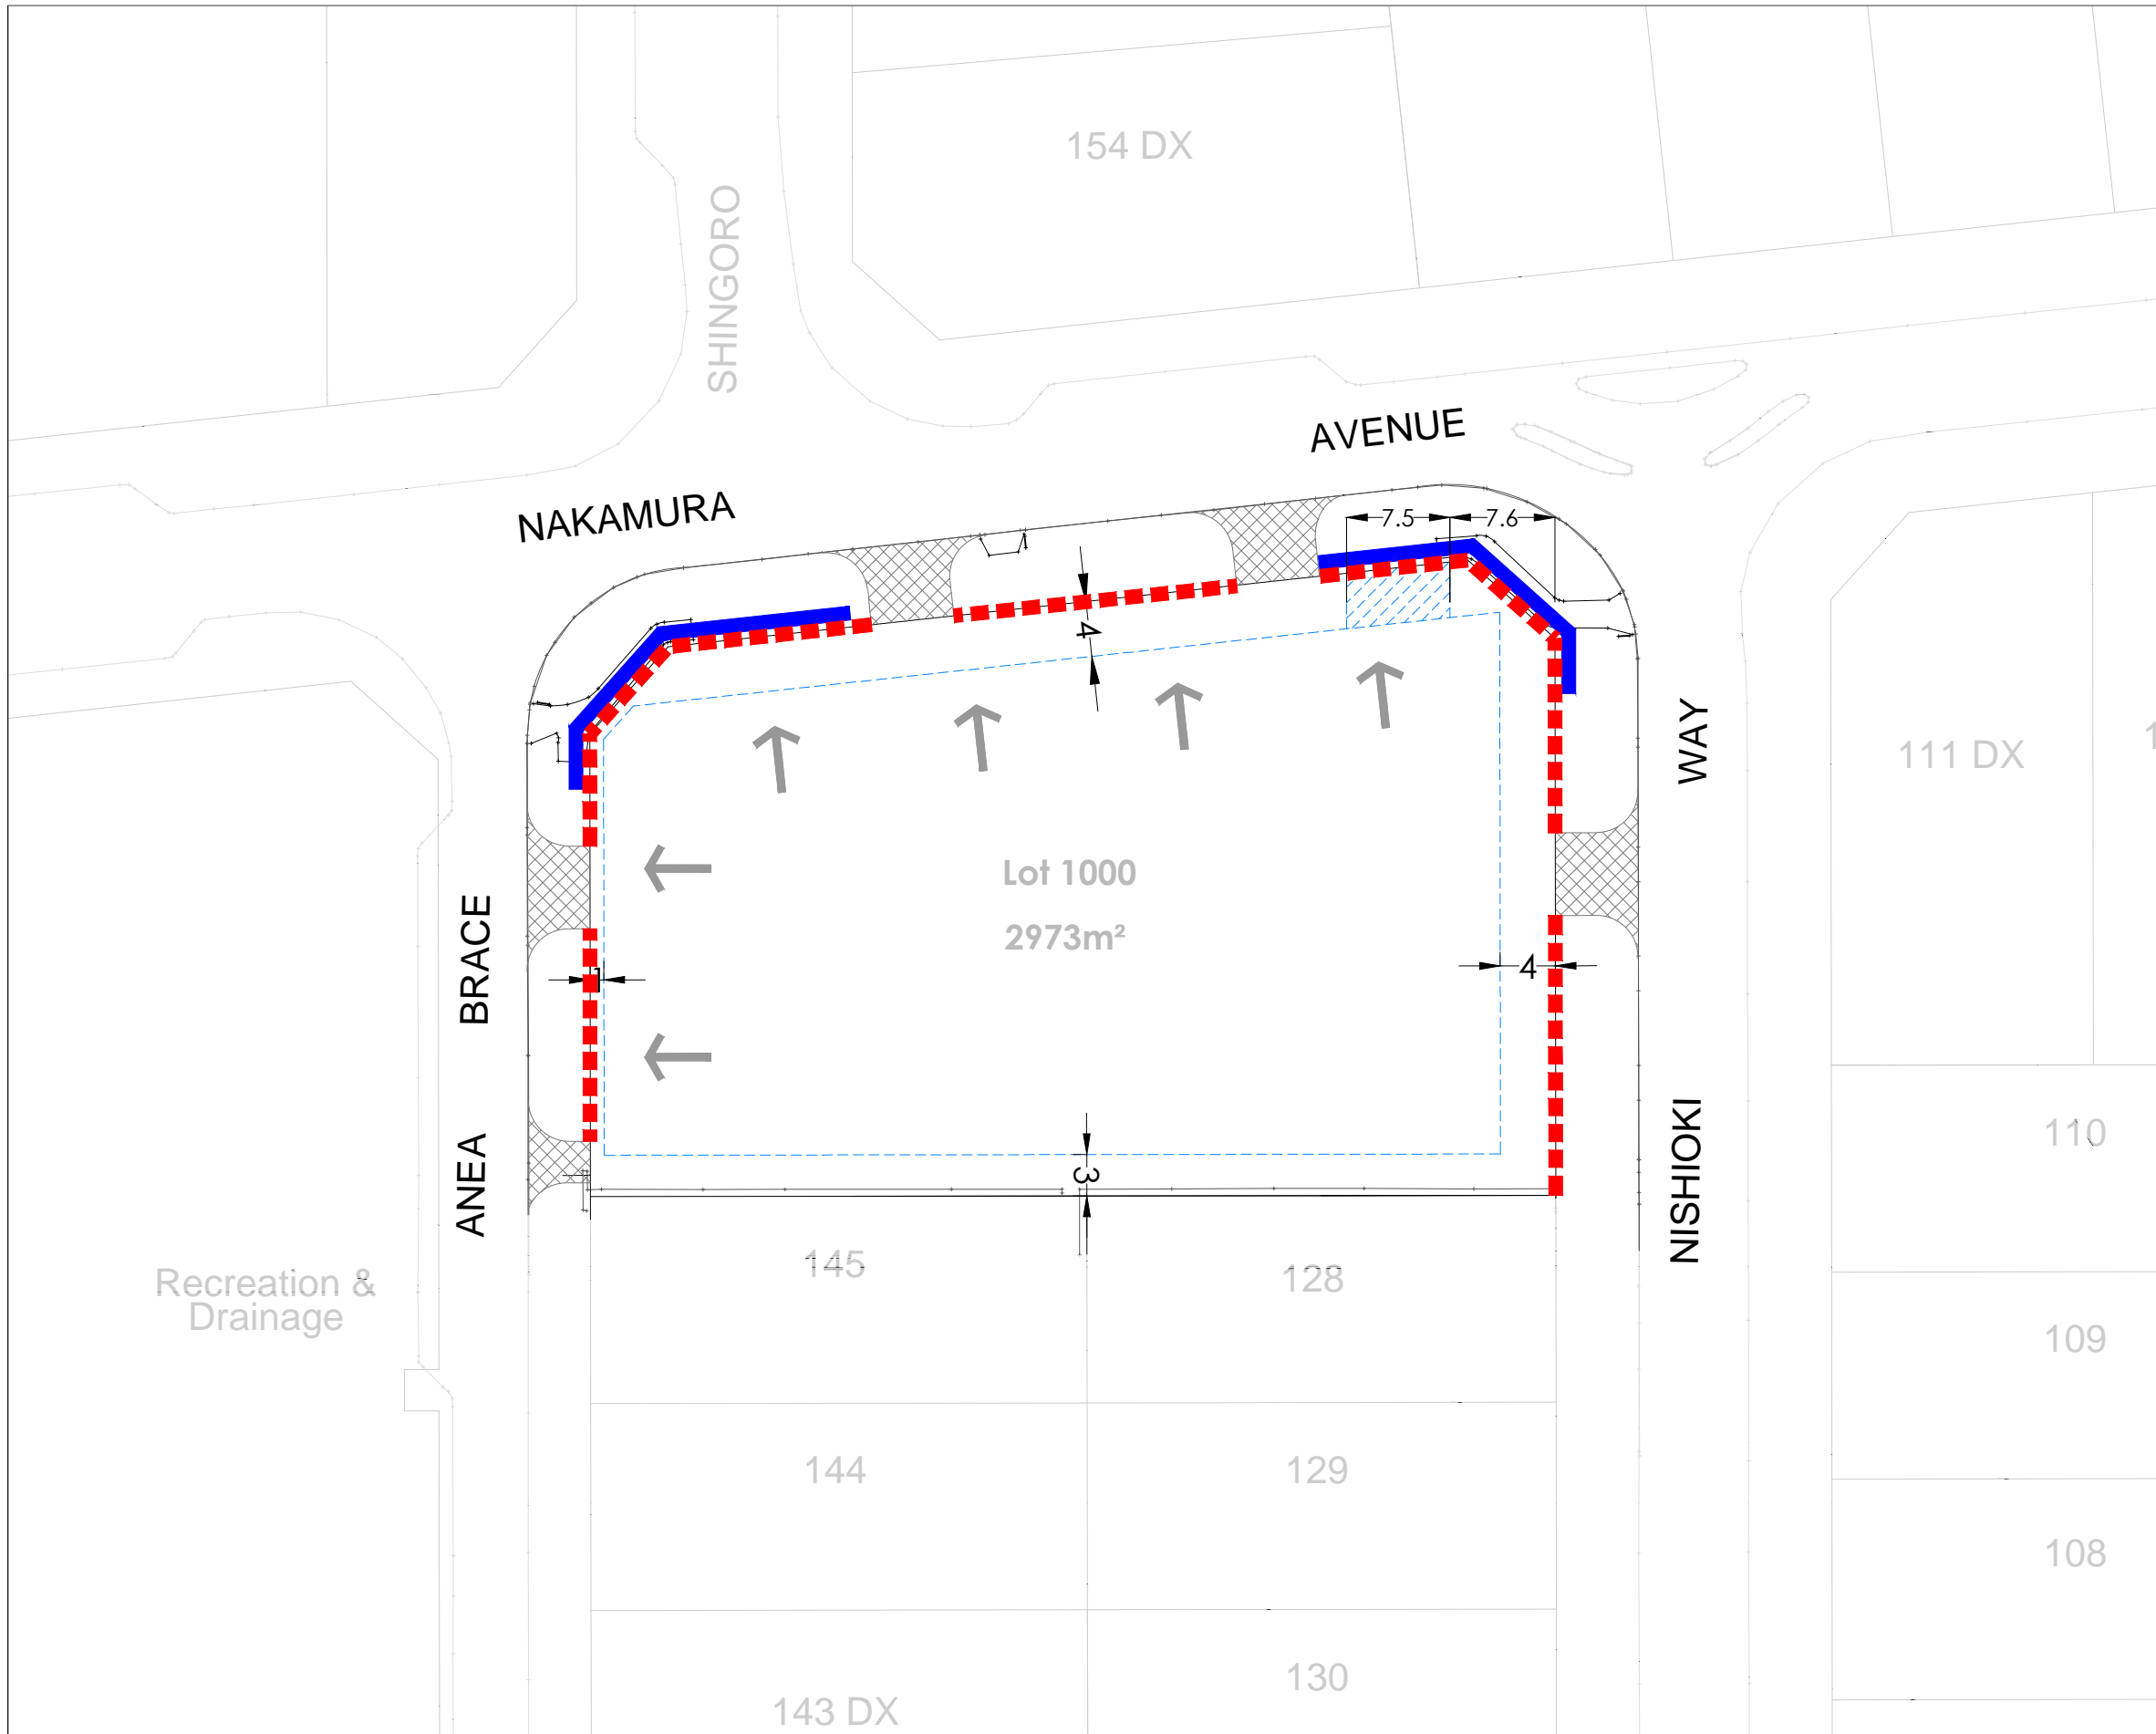 154 DX
SHINGORO
AVENUE
NAKAMURA
7.5
7.6
4
WAY
111 DX
1
Lot 1000
2973m²
BRACE
1
4
ANEA
NISHIOKI
110
3
145
128
Recreation &
Drainage
109
144
129
108
130
143 DX